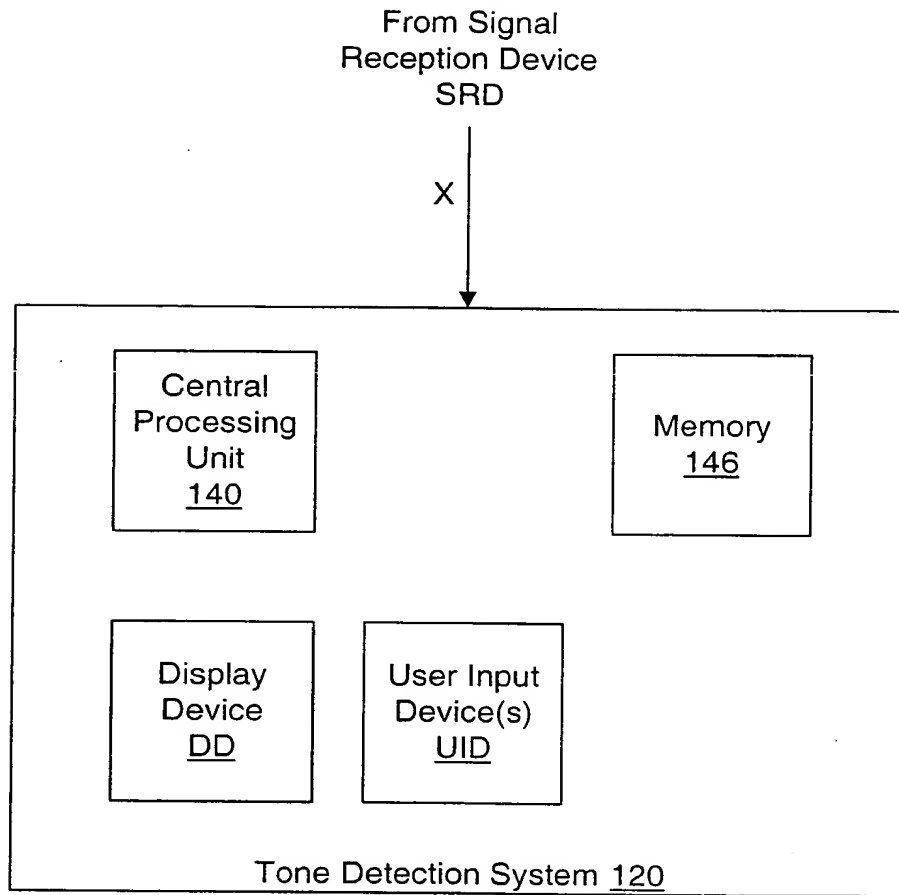 From Signal
Reception Device
SRD
X
Central
Processing
Unit
140
Memory
146
Display
Device
DD
User Input
Device(s)
UID
Tone Detection System 120